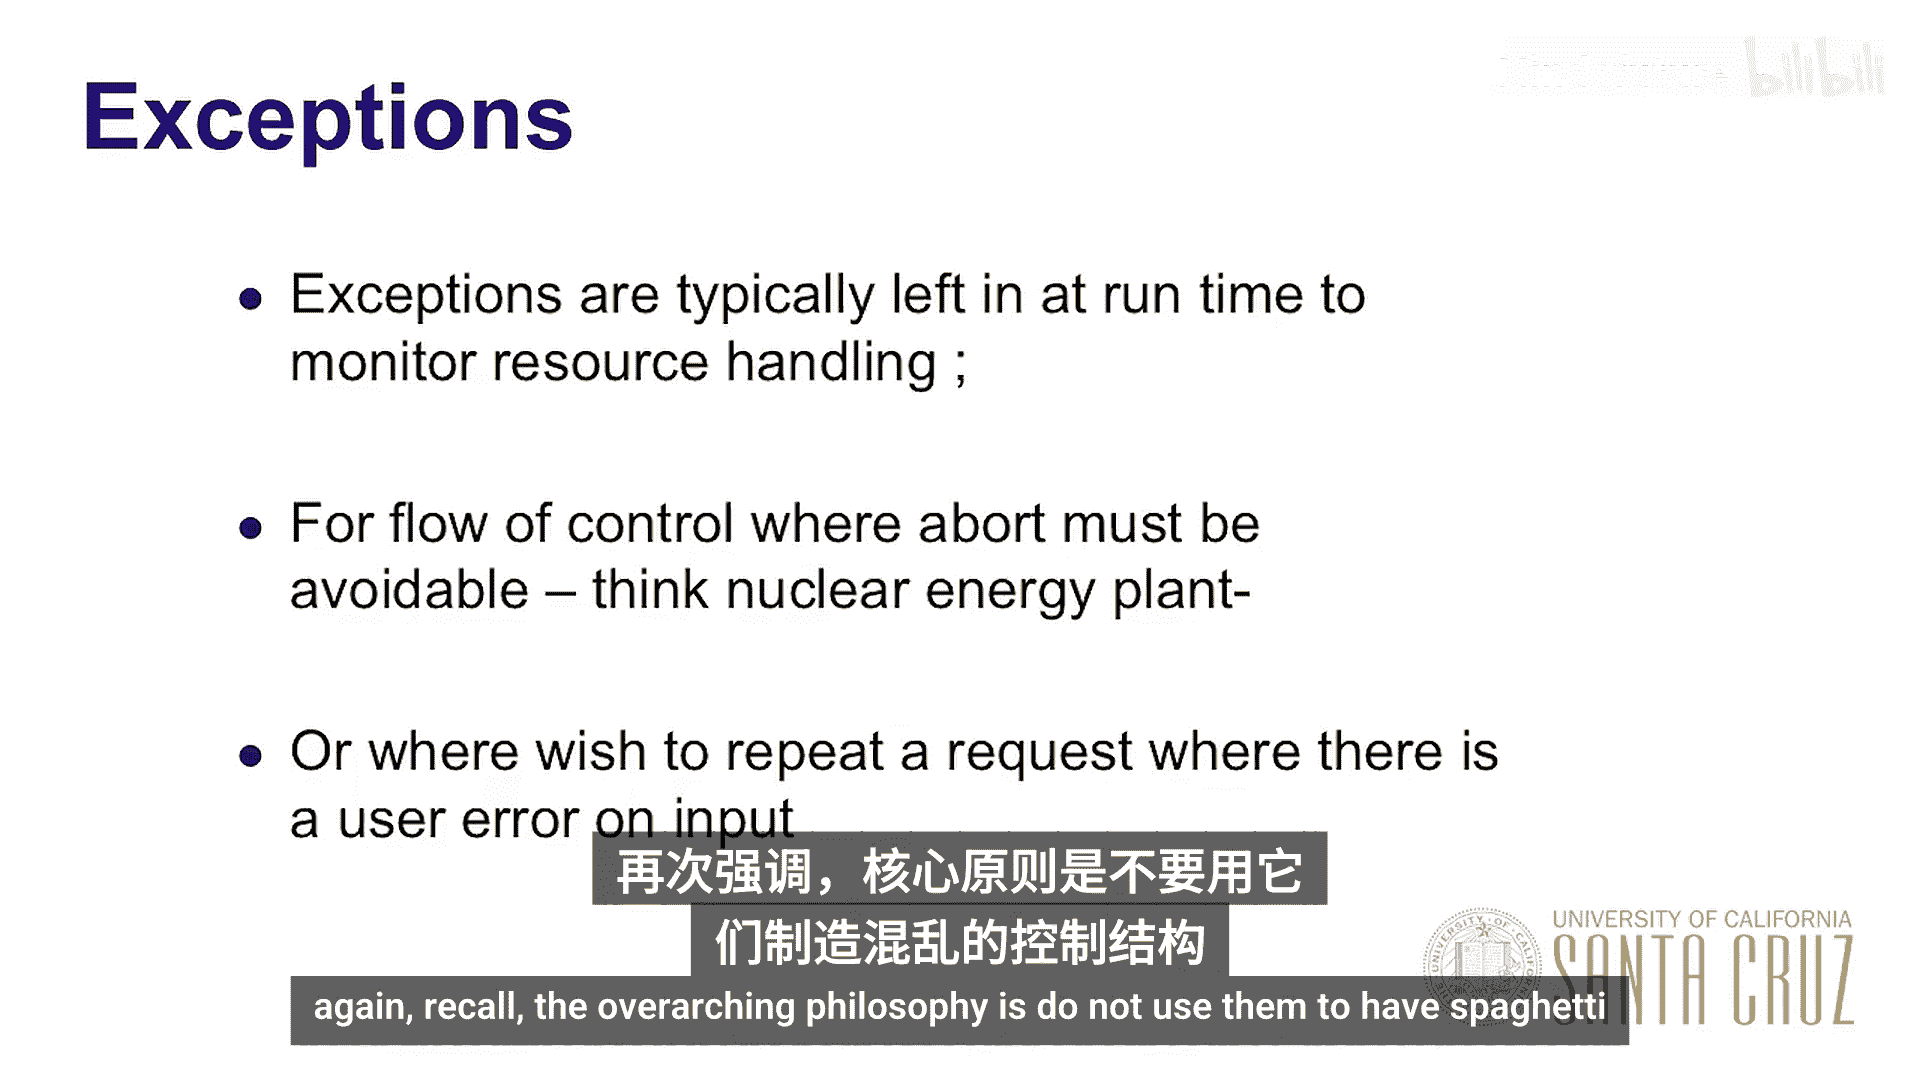 bilibili
Exceptions
• Exceptions are typically left in at run time to
monitor resource handling ;
• For flow of control where abort must be
avoidable – think nuclear energy plant-
• Or where wish to repeat a request where there is
a user error on input
再次强调，核心原则是不要用它
们制造混乱的控制结构
again, recall, the overarching philosophy is do not use them to have spaghetti
UNIVERSITY OF CALIFORNIA
SANTA CRUZ